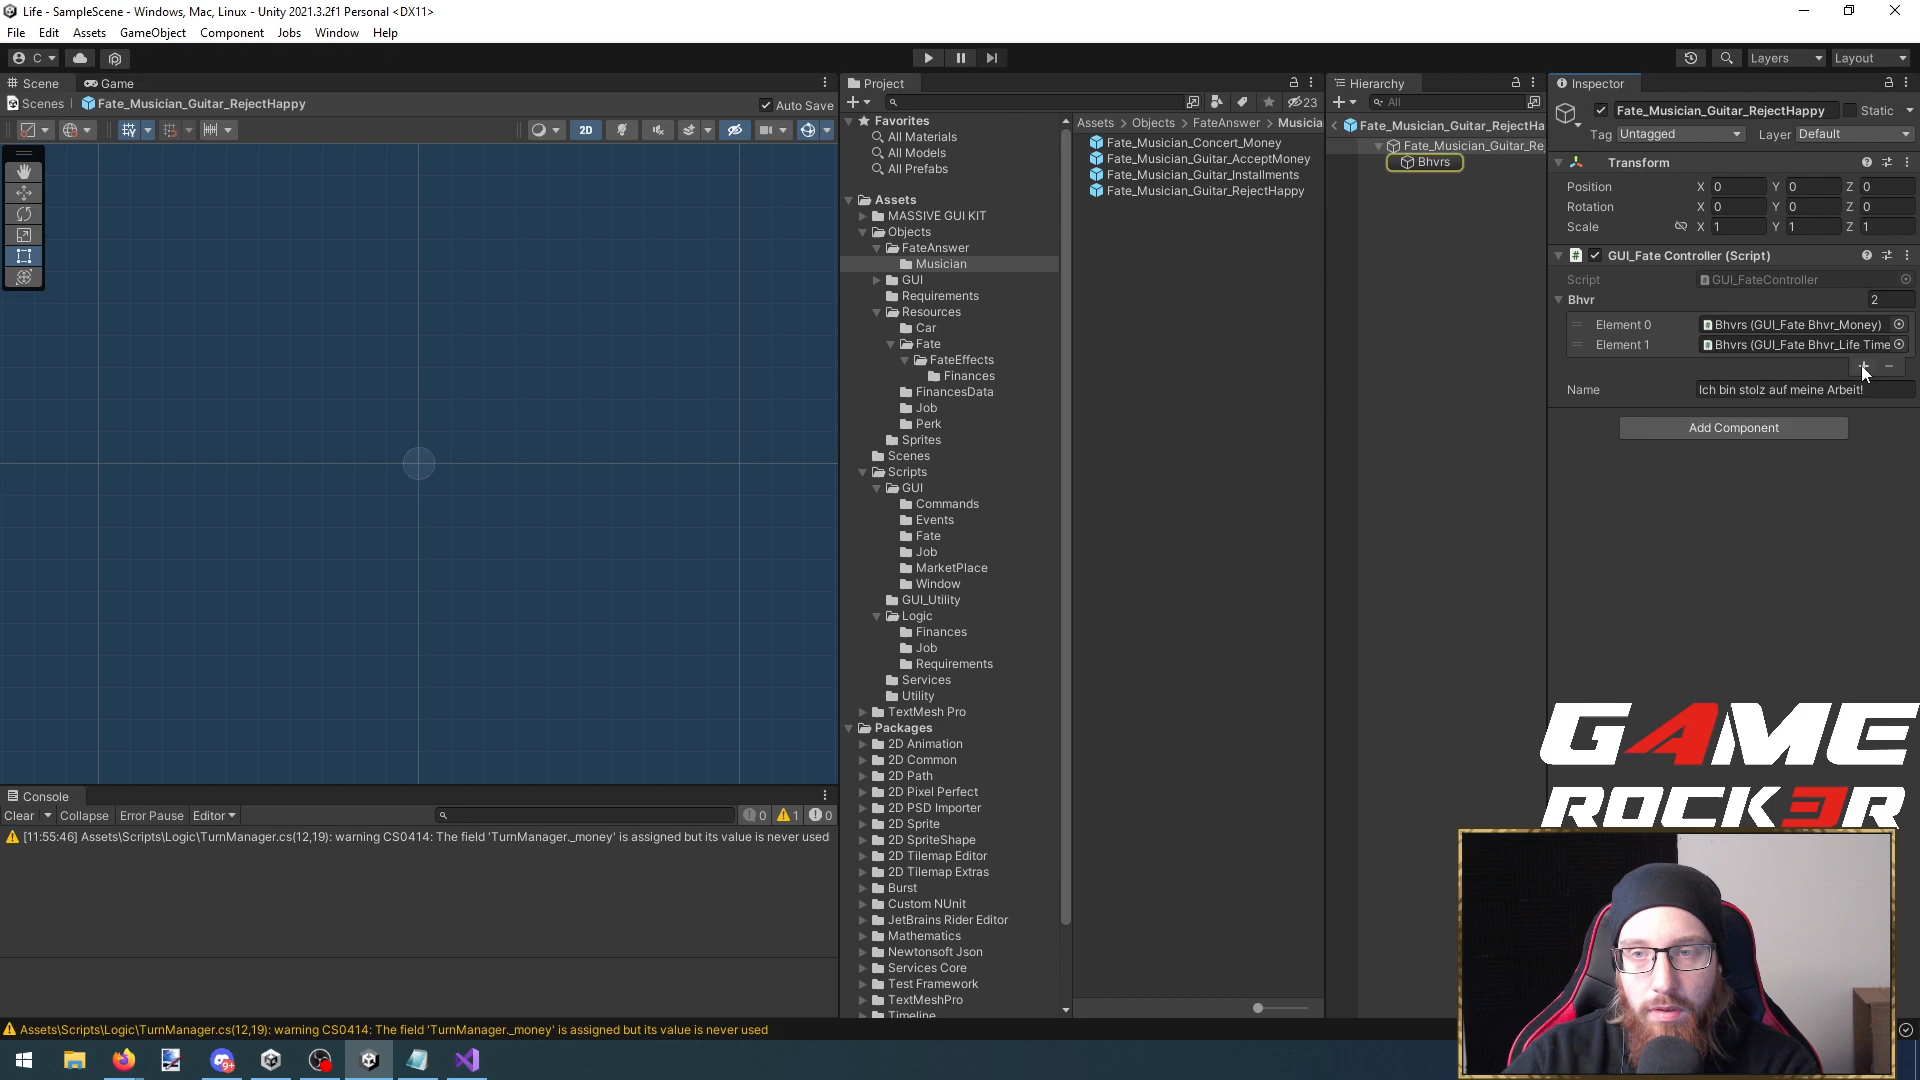 Life - SampleScene - Windows, Mac, Linux - Unity 2021.3.2f1 Personal <DX11>
File Edit Assets GameObject Component Jobs Window Help
C
Layers Layout
Scene Game
Scenes Fate_Musician_Guitar_RejectHappy Auto Save
2D
Console
Clear Collapse Error Pause Editor 0 1 0
[11:55:46] Assets\Scripts\Logic\TurnManager.cs(12,19): warning CS0414: The field 'TurnManager._money' is assigned but its value is never used
Project
23
Favorites
All Materials
All Models
All Prefabs
Assets
MASSIVE GUI KIT
Objects
FateAnswer
Musician
GUI
Requirements
Resources
Car
Fate
FateEffects
Finances
FinancesData
Job
Perk
Sprites
Scenes
Scripts
GUI
Commands
Events
Fate
Job
MarketPlace
Window
GUI_Utility
Logic
Finances
Job
Requirements
Services
Utility
TextMesh Pro
Packages
2D Animation
2D Common
2D Path
2D Pixel Perfect
2D PSD Importer
2D Sprite
2D SpriteShape
2D Tilemap Editor
2D Tilemap Extras
Burst
Custom NUnit
JetBrains Rider Editor
Mathematics
Newtonsoft Json
Services Core
Test Framework
TextMeshPro
Timeline
Assets > Objects > FateAnswer > Musicia
Fate_Musician_Concert_Money
Fate_Musician_Guitar_AcceptMoney
Fate_Musician_Guitar_Installments
Fate_Musician_Guitar_RejectHappy
Hierarchy
All
Fate_Musician_Guitar_RejectHa
Fate_Musician_Guitar_Re
Bhvrs
Inspector
Fate_Musician_Guitar_RejectHappy Static
Tag Untagged Layer Default
Transform
Position X 0 Y 0 Z 0
Rotation X 0 Y 0 Z 0
Scale X 1 Y 1 Z 1
GUI_Fate Controller (Script)
Script GUI_FateController
Bhvr 2
Element 0 Bhvrs (GUI_Fate Bhvr_Money)
Element 1 Bhvrs (GUI_Fate Bhvr_Life Time
Name Ich bin stolz auf meine Arbeit!
Add Component
GAME
ROCK3R
Assets\Scripts\Logic\TurnManager.cs(12,19): warning CS0414: The field 'TurnManager._money' is assigned but its value is never used
9+